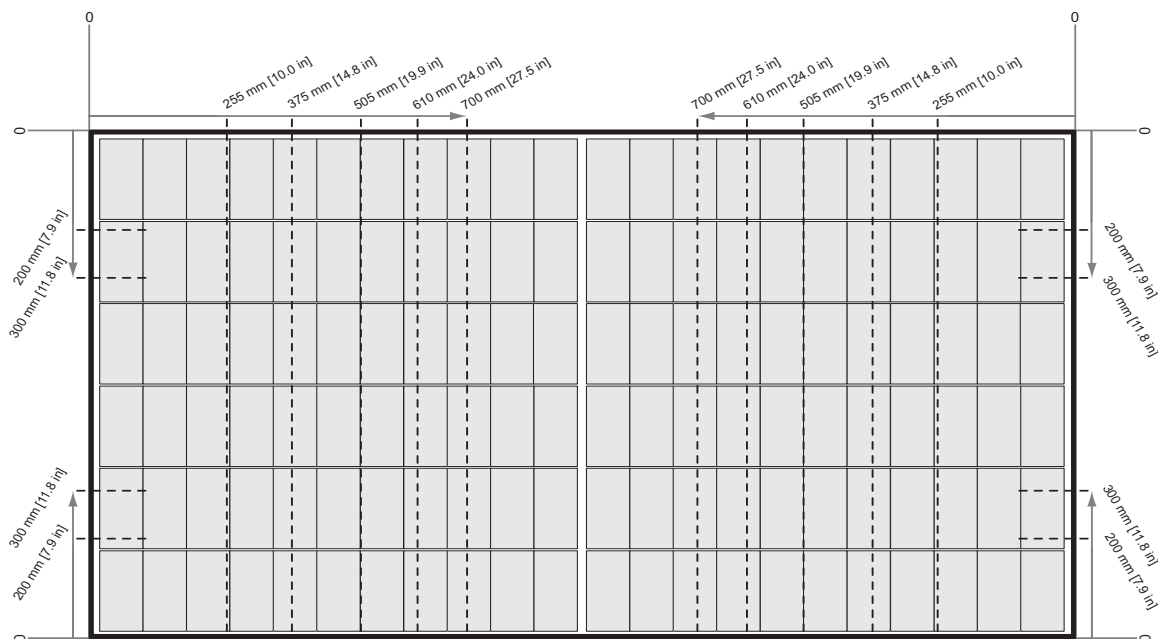 0
0
255 mm [10.0 in]
375 mm [14.8 in]
505 mm [19.9 in]
610 mm [24.0 in]
700 mm [27.5 in]
700 mm [27.5 in]
610 mm [24.0 in]
505 mm [19.9 in]
375 mm [14.8 in]
255 mm [10.0 in]
0
0
200 mm [7.9 in]
300 mm [11.8 in]
200 mm [7.9 in]
300 mm [11.8 in]
300 mm [11.8 in]
200 mm [7.9 in]
300 mm [11.8 in]
200 mm [7.9 in]
0
0